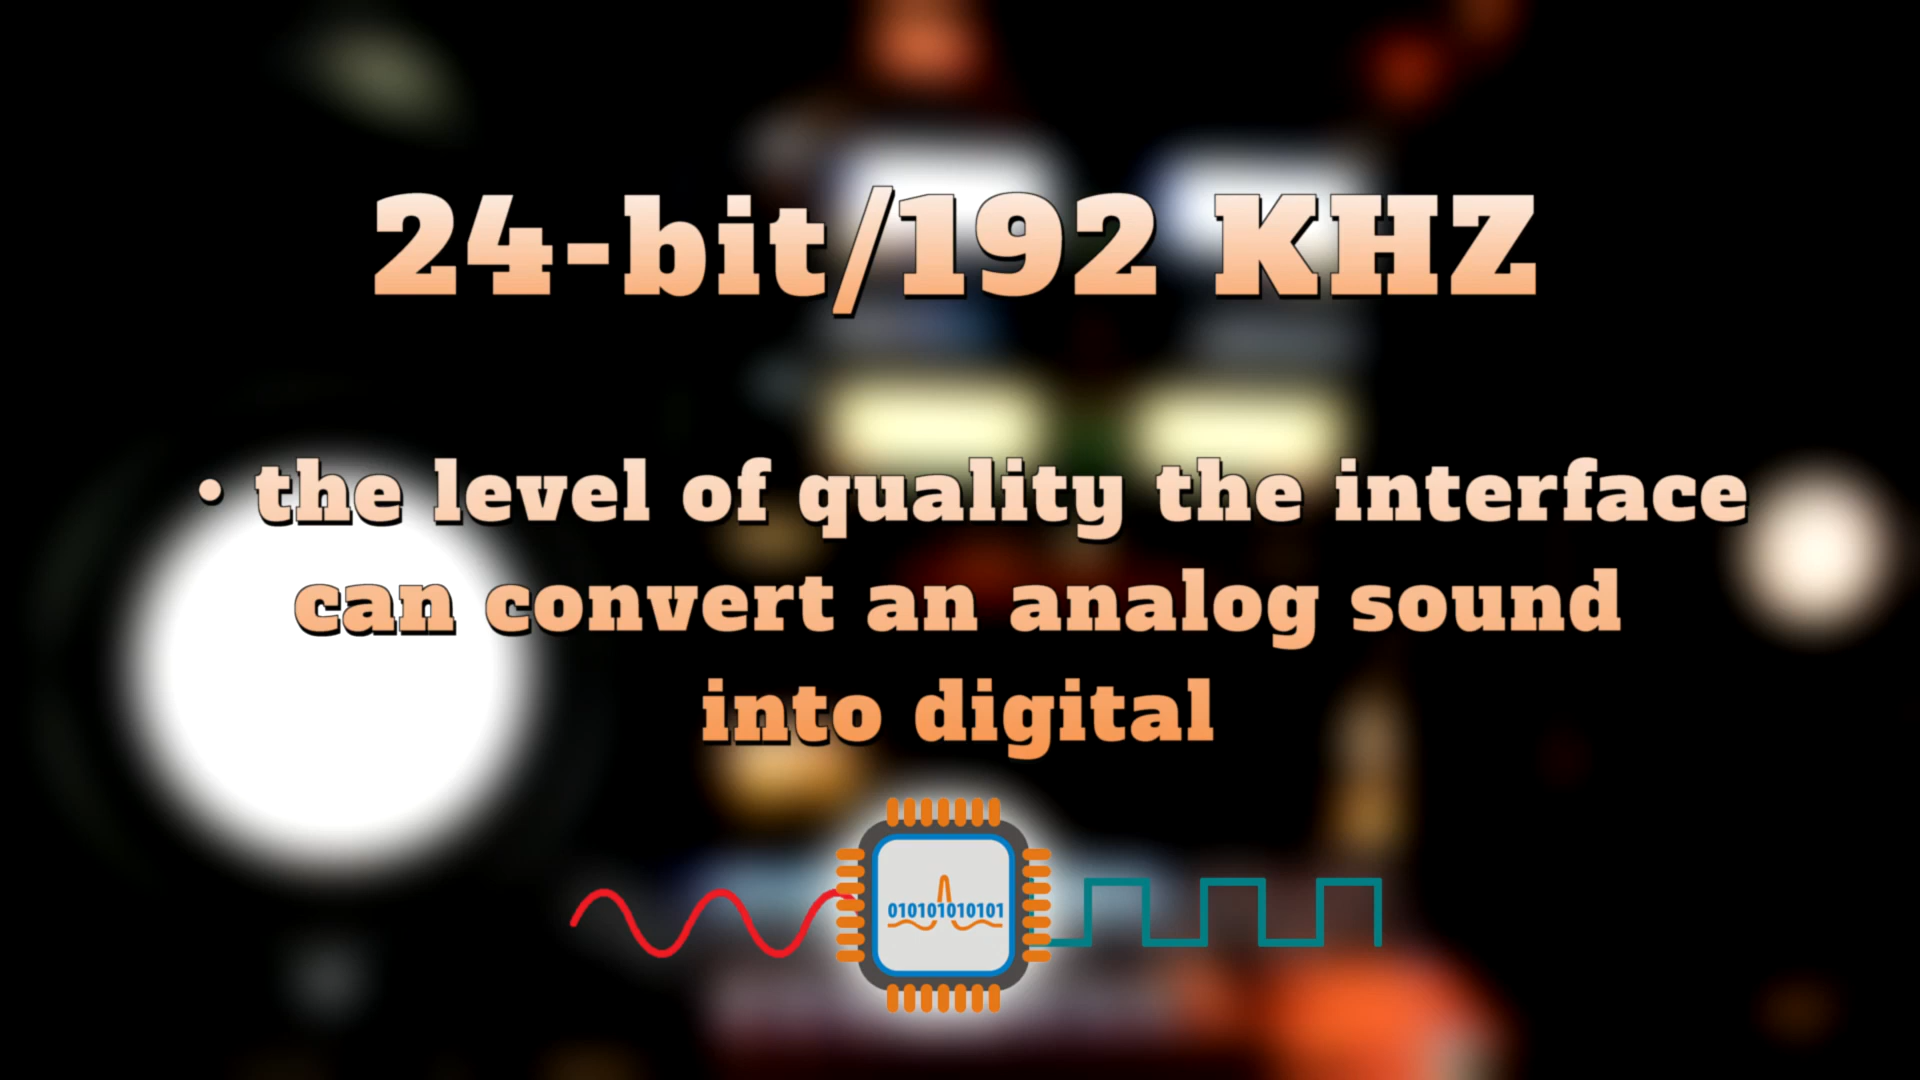 24-bit/192 KHZ
• the level of quality the interface
can convert an analog sound
into digital
010101010101